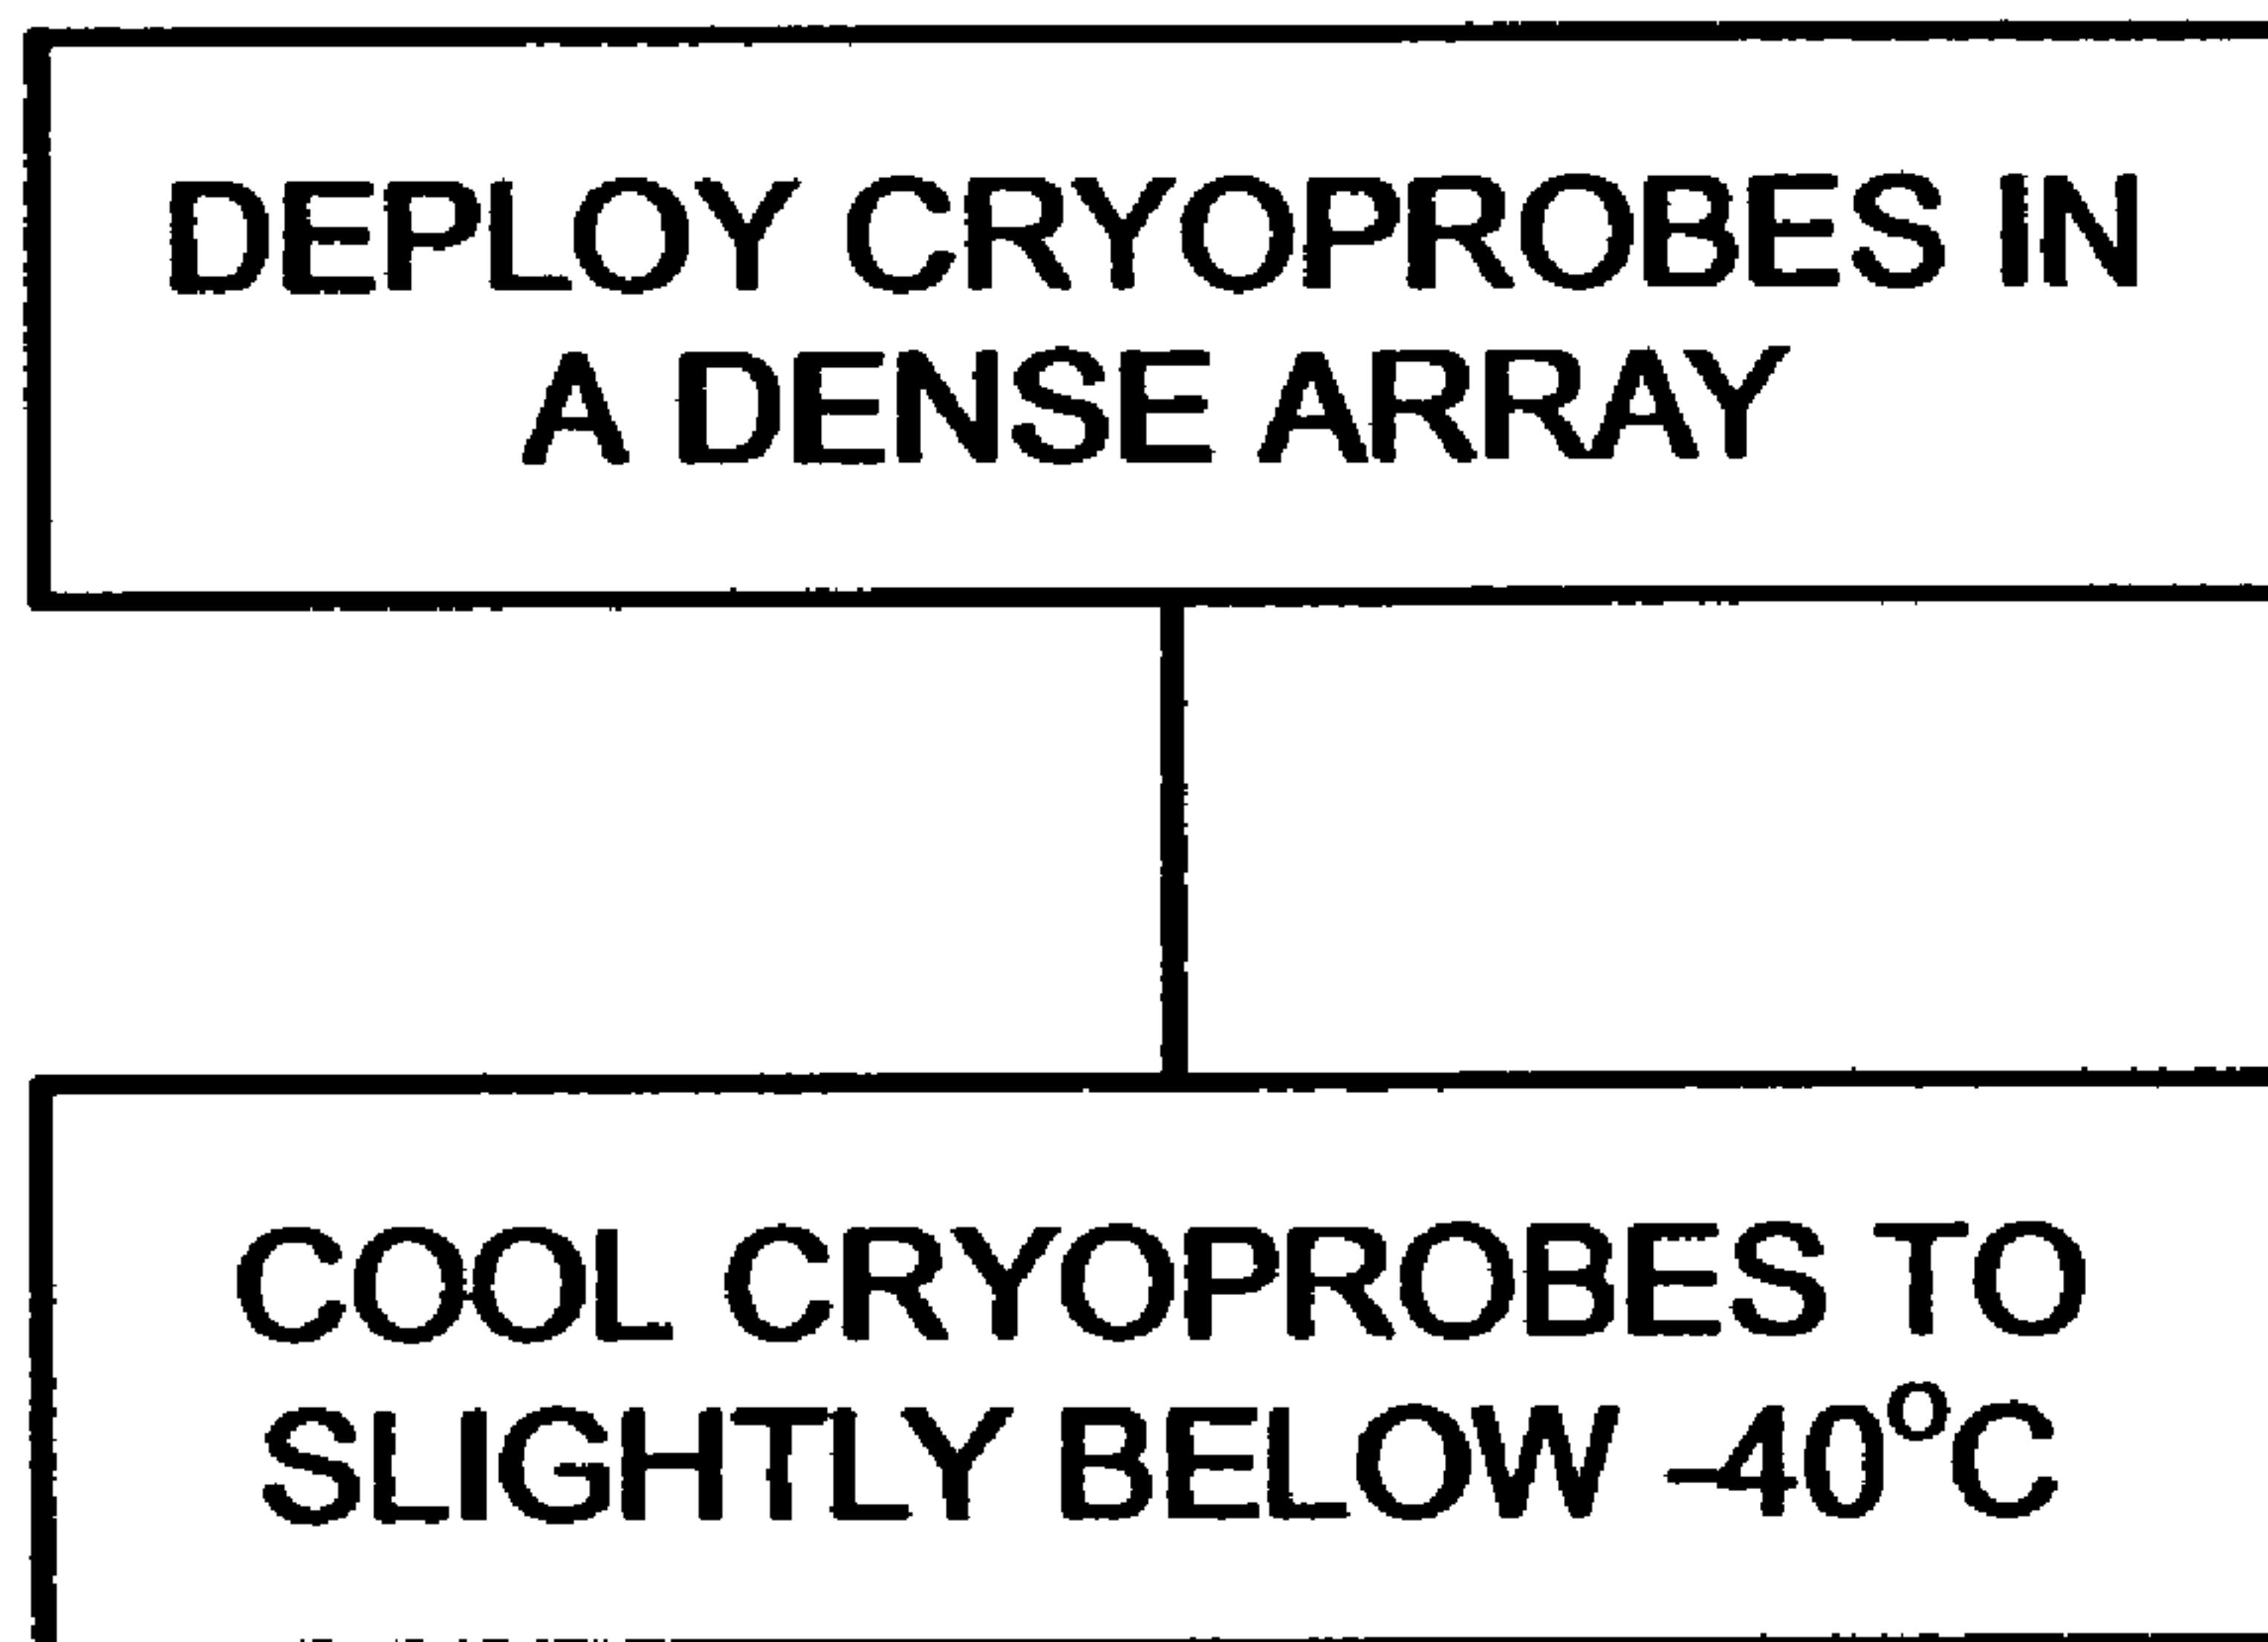 DEPLOY CRYOPROBES IN
A DENSE ARRAY
COOL CRYOPROBES TO
SLIGHTLY BELOW -40°C